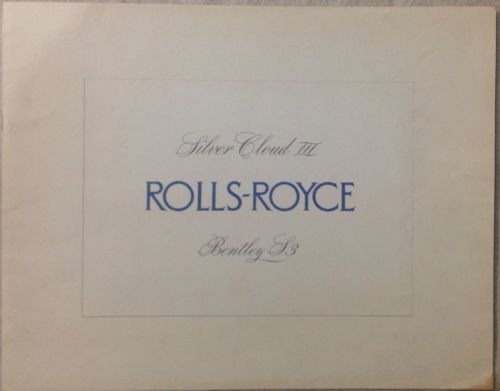 Silver Cloud III
ROLLS-ROYCE
Bentley S3